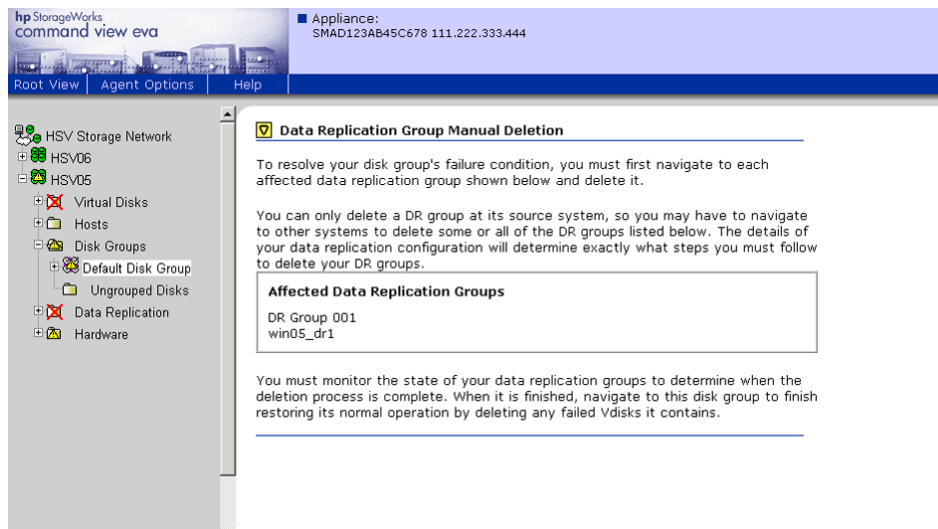 hp StorageWorks
command view eva
Appliance:
SMAD123AB45C678 111.222.333.444
Root View Agent Options Help
HSV Storage Network
HSV06
HSV05
Virtual Disks
Hosts
Disk Groups
Default Disk Group
Ungrouped Disks
Data Replication
Hardware
Data Replication Group Manual Deletion
To resolve your disk group's failure condition, you must first navigate to each
affected data replication group shown below and delete it.
You can only delete a DR group at its source system, so you may have to navigate
to other systems to delete some or all of the DR groups listed below. The details of
your data replication configuration will determine exactly what steps you must follow
to delete your DR groups.
Affected Data Replication Groups
DR Group 001
win05_dr1
You must monitor the state of your data replication groups to determine when the
deletion process is complete. When it is finished, navigate to this disk group to finish
restoring its normal operation by deleting any failed Vdisks it contains.